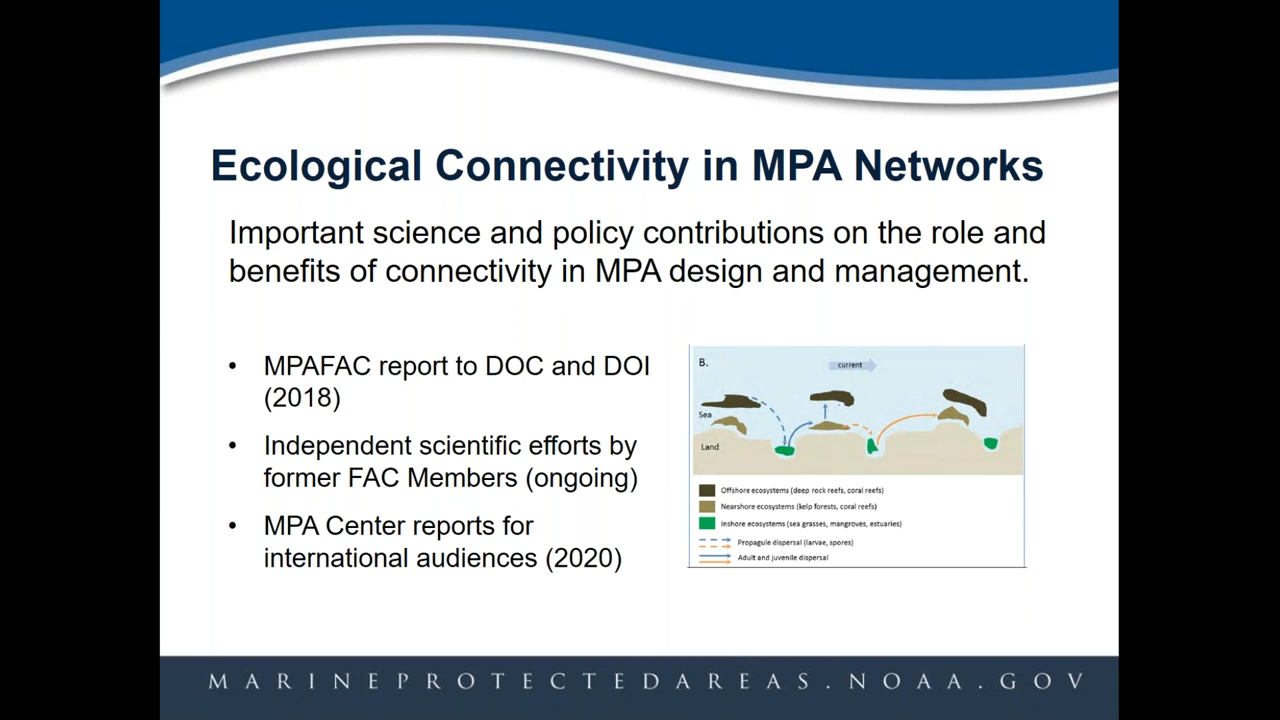 Ecological Connectivity in MPA Networks
Important science and policy contributions on the role and
benefits of connectivity in MPA design and management.
• MPAFAC report to DOC and DOI
(2018)
• Independent scientific efforts by
former FAC Members (ongoing)
• MPA Center reports for
international audiences (2020)
B.
current
Sea
Land
Offshore ecosystems (deep rock reefs, coral reefs)
Nearshore ecosystems (kelp forests, coral reefs)
Inshore ecosystems (sea grasses, mangroves, estuaries)
Propagule dispersal (larvae, spores)
Adult and juvenile dispersal
MARINEPROTECTEDAREAS.NOAA.GOV